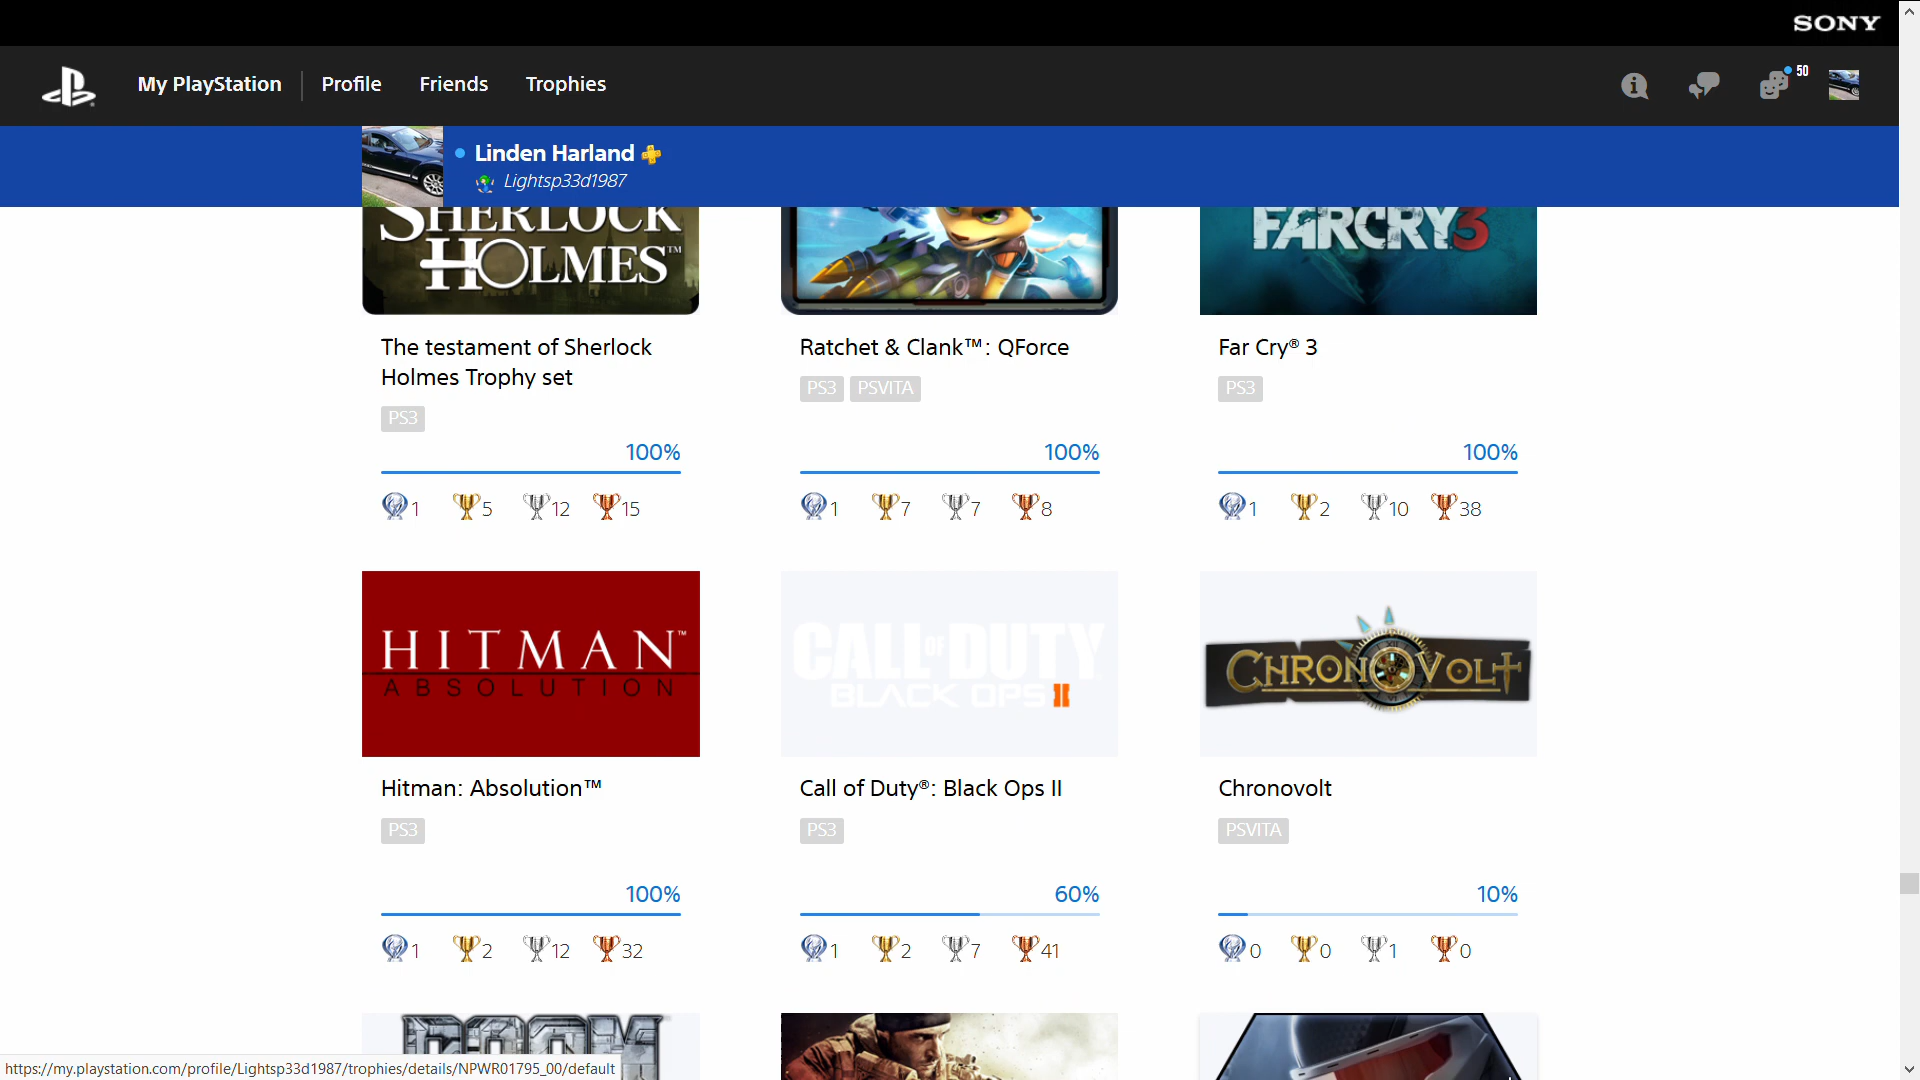 SONY
My PlayStation
Profile
Friends
Trophies
50
Linden Harland
Lightsp33d1987
SHERLOCK
HOLMES™
FARCRY3
The testament of Sherlock
Holmes Trophy set
PS3
100%
1 5 12 15
Ratchet & Clank™: QForce
PS3 PSVITA
100%
1 7 7 8
Far Cry® 3
PS3
100%
1 2 10 38
HITMAN™
ABSOLUTION
Hitman: Absolution™
PS3
100%
1 2 12 32
CALL OF DUTY
BLACK OPS II
Call of Duty®: Black Ops II
PS3
60%
1 2 7 41
CHRONOVOLT
Chronovolt
PSVITA
10%
0 0 1 0
DOOM
https://my.playstation.com/profile/Lightsp33d1987/trophies/details/NPWR01795_00/default